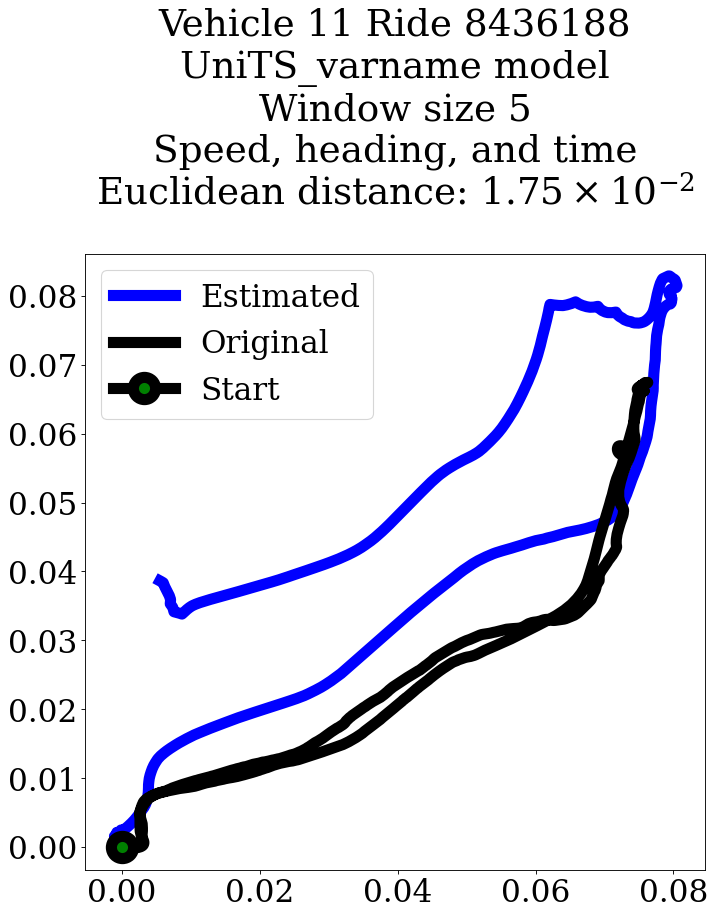 Vehicle 11 Ride 8436188
UniTS_varname model
Window size 5
Speed, heading, and time
Euclidean distance: 1.75 × 10⁻²
Estimated
Original
Start
0.08
0.07
0.06
0.05
0.04
0.03
0.02
0.01
0.00
0.00 0.02 0.04 0.06 0.08